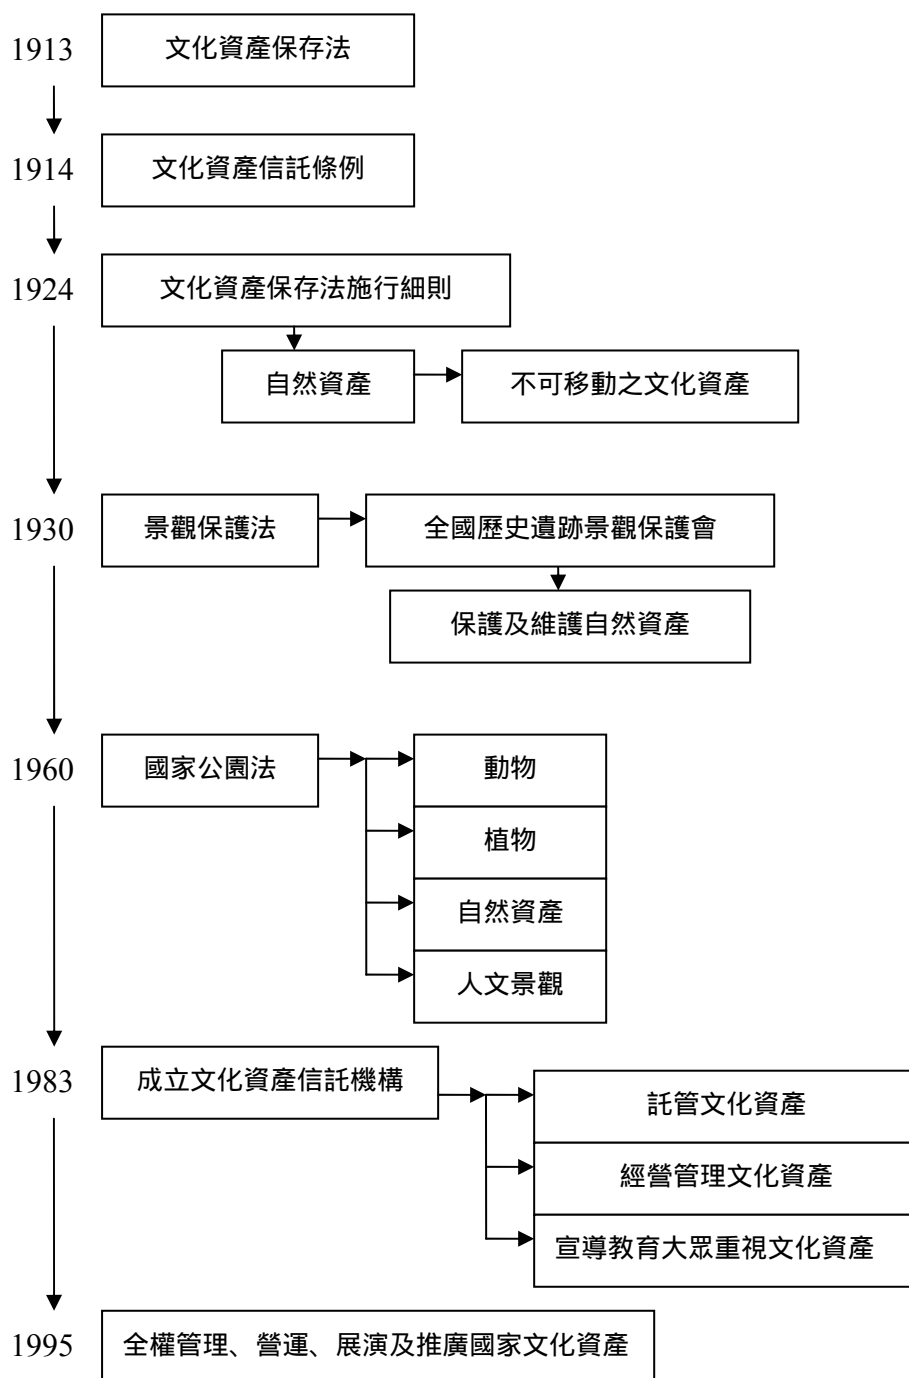 1913
文化資產保存法
1914
文化資產信託條例
1924
文化資產保存法施行細則
自然資產
不可移動之文化資產
1930
景觀保護法
全國歷史遺跡景觀保護會
保護及維護自然資產
1960
國家公園法
動物
植物
自然資產
人文景觀
1983
成立文化資產信託機構
託管文化資產
經營管理文化資產
宣導教育大眾重視文化資產
1995
全權管理、營運、展演及推廣國家文化資產